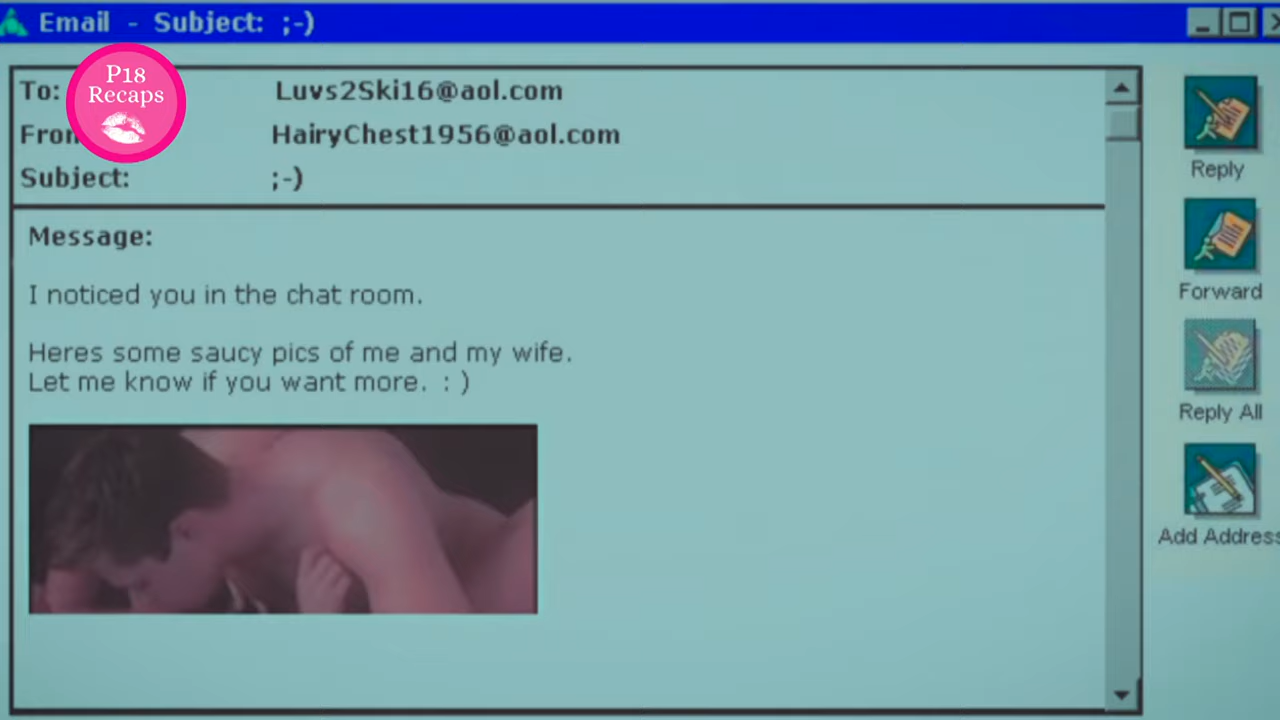 Email - Subject: ;-)
P18
Recaps
To: Luvs2Ski16@aol.com
From HairyChest1956@aol.com
Subject: ;-)
Message:
I noticed you in the chat room.
Heres some saucy pics of me and my wife.
Let me know if you want more. : )
Reply
Forward
Reply All
Add Address